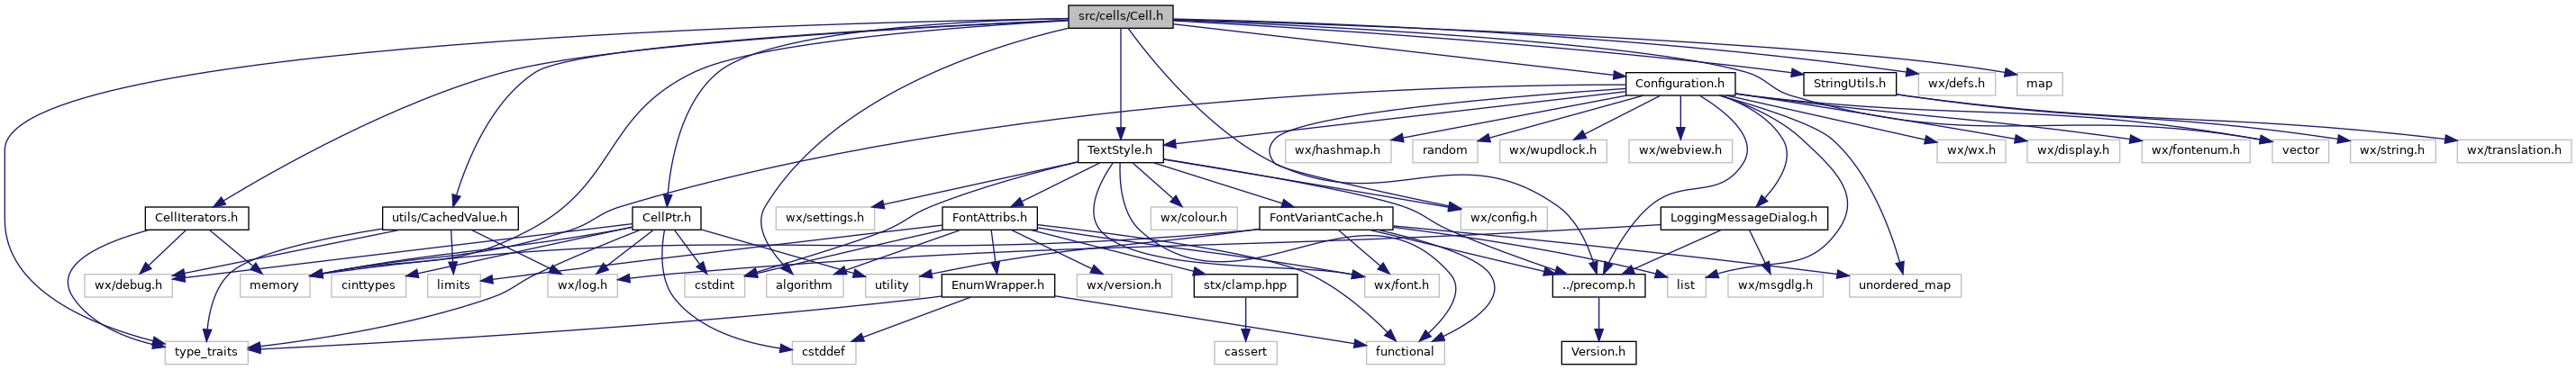 src/cells/Cell.h
Configuration.h
StringUtils.h
wx/defs.h
map
TextStyle.h
wx/hashmap.h
random
wx/wupdlock.h
wx/webview.h
wx/wx.h
wx/display.h
wx/fontenum.h
vector
wx/string.h
wx/translation.h
CellIterators.h
utils/CachedValue.h
CellPtr.h
wx/settings.h
FontAttribs.h
wx/colour.h
FontVariantCache.h
wx/config.h
LoggingMessageDialog.h
wx/debug.h
memory
cinttypes
limits
wx/log.h
cstdint
algorithm
utility
EnumWrapper.h
wx/version.h
stx/clamp.hpp
wx/font.h
../precomp.h
list
wx/msgdlg.h
unordered_map
type_traits
cstddef
cassert
functional
Version.h